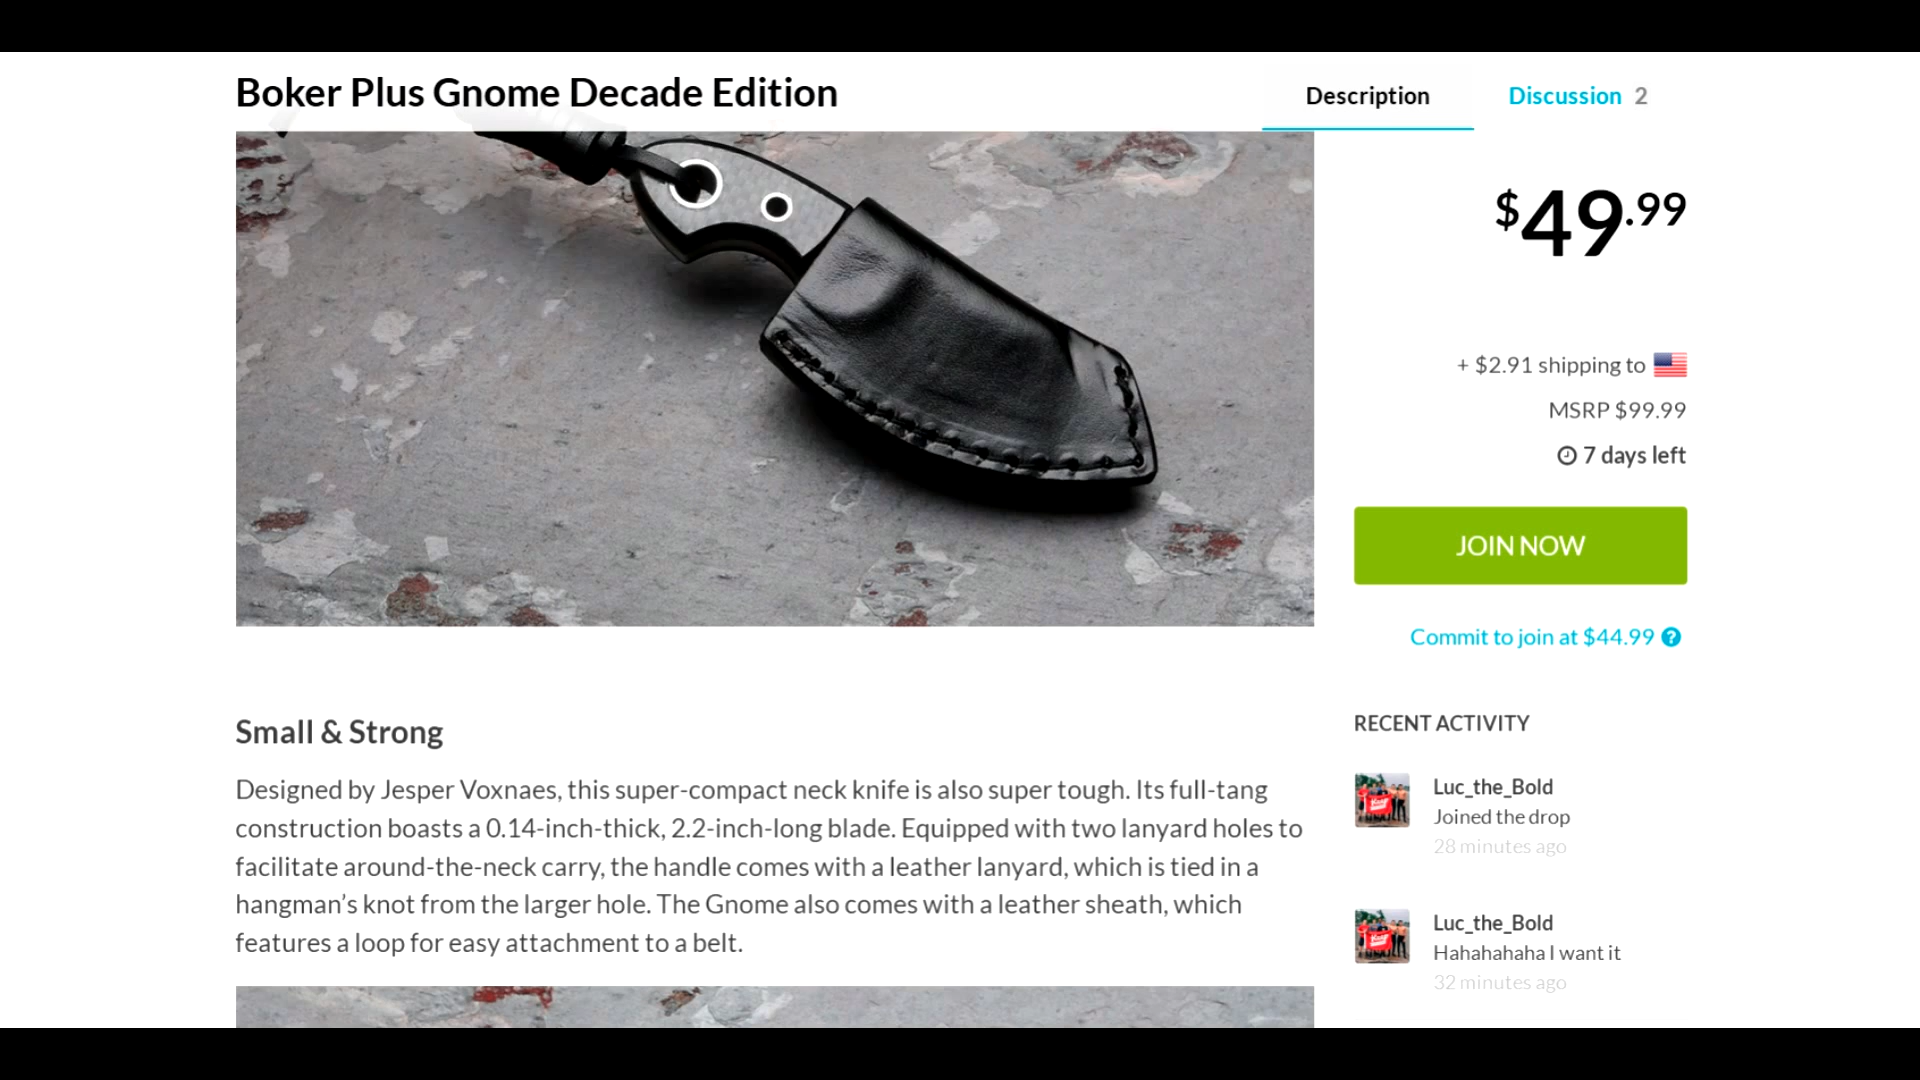 Boker Plus Gnome Decade Edition
Description
Discussion 2
$49.99
+ $2.91 shipping to
MSRP $99.99
7 days left
JOIN NOW
Commit to join at $44.99 ?
Small & Strong
Designed by Jesper Voxnaes, this super-compact neck knife is also super tough. Its full-tang
construction boasts a 0.14-inch-thick, 2.2-inch-long blade. Equipped with two lanyard holes to
facilitate around-the-neck carry, the handle comes with a leather lanyard, which is tied in a
hangman’s knot from the larger hole. The Gnome also comes with a leather sheath, which
features a loop for easy attachment to a belt.
RECENT ACTIVITY
Luc_the_Bold
Joined the drop
28 minutes ago
Luc_the_Bold
Hahahahaha I want it
32 minutes ago